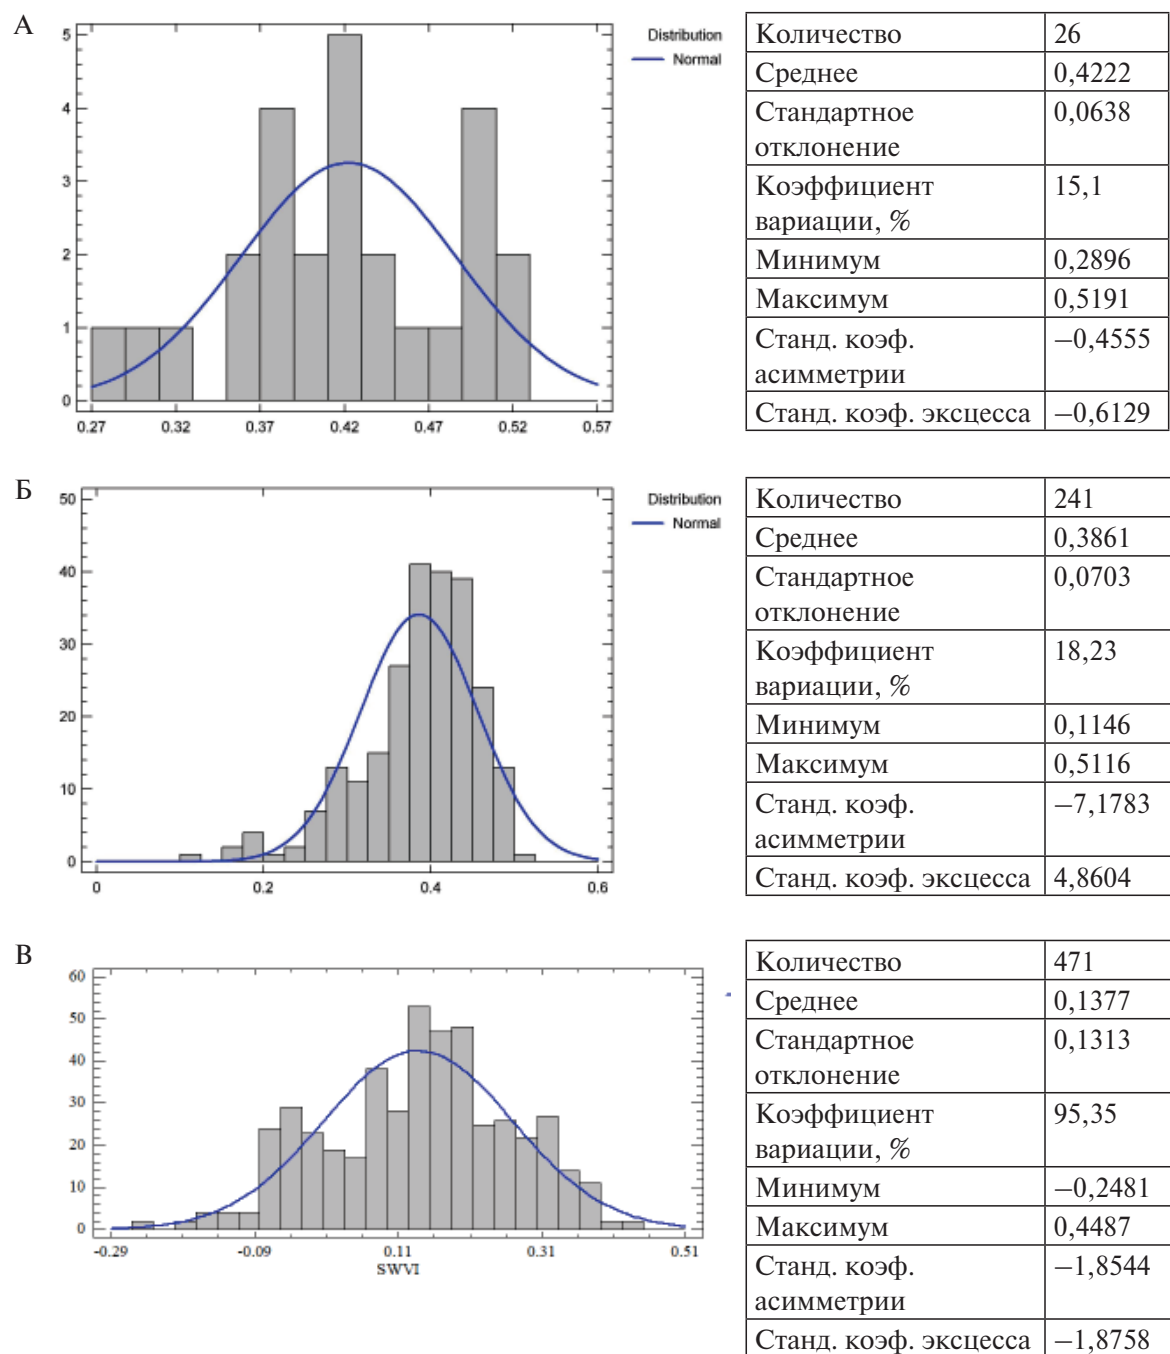 А
5
4
3
2
1
0
0.27 0.32 0.37 0.42 0.47 0.52 0.57
Distribution
Normal
Количество 26
Среднее 0,4222
Стандартное 0,0638
отклонение
Коэффициент 15,1
вариации, %
Минимум 0,2896
Максимум 0,5191
Станд. коэф. −0,4555
асимметрии
Станд. коэф. эксцесса −0,6129
Б
50
40
30
20
10
0
0 0.2 0.4 0.6
Distribution
Normal
Количество 241
Среднее 0,3861
Стандартное 0,0703
отклонение
Коэффициент 18,23
вариации, %
Минимум 0,1146
Максимум 0,5116
Станд. коэф. −7,1783
асимметрии
Станд. коэф. эксцесса 4,8604
В
60
50
40
30
20
10
0
-0.29 -0.09 0.11 0.31 0.51
SWVI
Количество 471
Среднее 0,1377
Стандартное 0,1313
отклонение
Коэффициент 95,35
вариации, %
Минимум −0,2481
Максимум 0,4487
Станд. коэф. −1,8544
асимметрии
Станд. коэф. эксцесса −1,8758